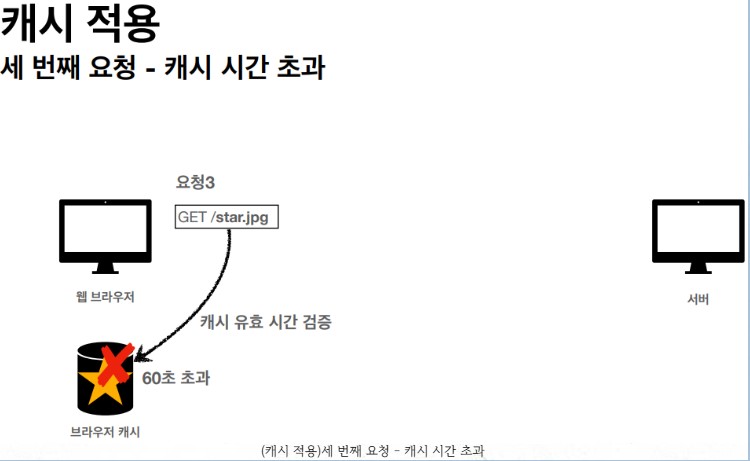 캐시 적용
세 번째 요청 - 캐시 시간 초과
요청3
GET /star.jpg
웹 브라우저
서버
캐시 유효 시간 검증
60초 초과
브라우저 캐시
(캐시 적용)세 번째 요청 - 캐시 시간 초과